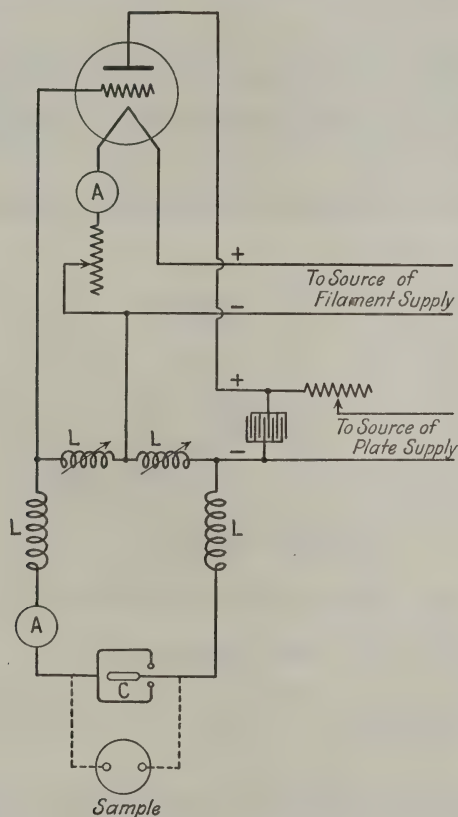 A
+
To Source of
Filament Supply
−
+
To Source of
Plate Supply
L
L
−
L
L
A
C
Sample